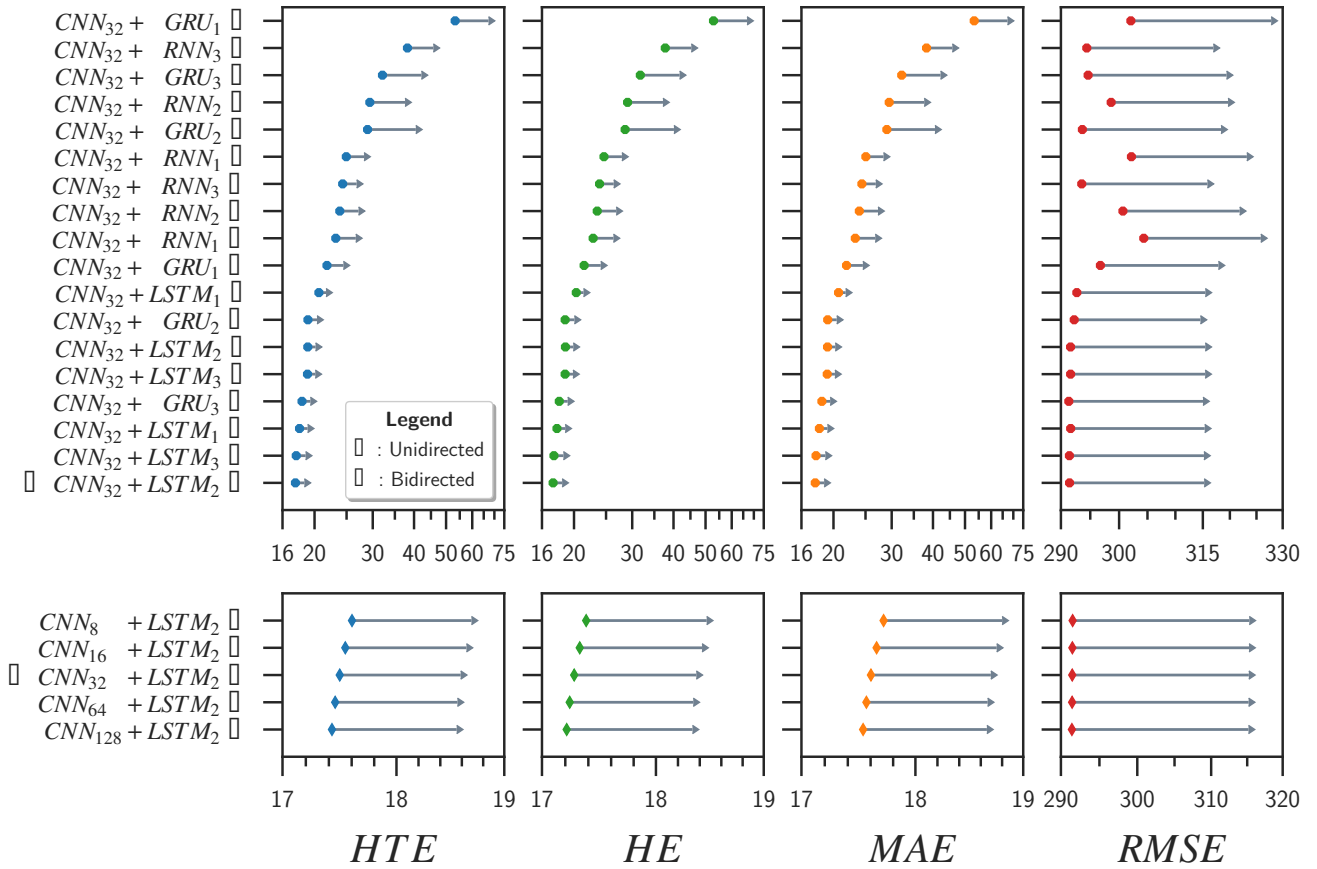 CNN₃₂ + GRU₁ ▯
CNN₃₂ + RNN₃ ▯
CNN₃₂ + GRU₃ ▯
CNN₃₂ + RNN₂ ▯
CNN₃₂ + GRU₂ ▯
CNN₃₂ + RNN₁ ▯
CNN₃₂ + RNN₃ ▯
CNN₃₂ + RNN₂ ▯
CNN₃₂ + RNN₁ ▯
CNN₃₂ + GRU₁ ▯
CNN₃₂ + LSTM₁ ▯
CNN₃₂ + GRU₂ ▯
CNN₃₂ + LSTM₂ ▯
CNN₃₂ + LSTM₃ ▯
CNN₃₂ + GRU₃ ▯
CNN₃₂ + LSTM₁ ▯
CNN₃₂ + LSTM₃ ▯
▯ CNN₃₂ + LSTM₂ ▯
Legend
▯ : Unidirected
▯ : Bidirected
16 20 30 40 50 60 75
16 20 30 40 50 60 75
16 20 30 40 50 60 75
290 300 315 330
CNN₈ + LSTM₂ ▯
CNN₁₆ + LSTM₂ ▯
▯ CNN₃₂ + LSTM₂ ▯
CNN₆₄ + LSTM₂ ▯
CNN₁₂₈ + LSTM₂ ▯
17 18 19
17 18 19
17 18 19
290 300 310 320
HTE
HE
MAE
RMSE